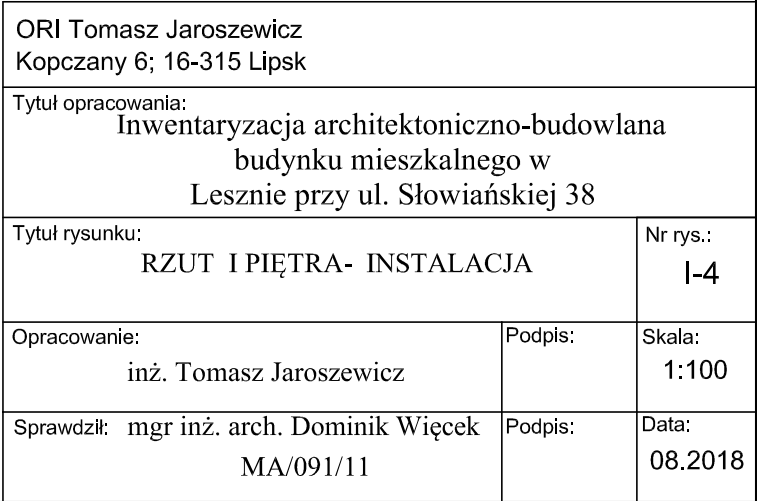 ORI Tomasz Jaroszewicz
Kopczany 6; 16-315 Lipsk
Tytuł opracowania:
Inwentaryzacja architektoniczno-budowlana
budynku mieszkalnego w
Lesznie przy ul. Słowiańskiej 38
Tytuł rysunku:
RZUT I PIĘTRA- INSTALACJA
Nr rys.:
I-4
Opracowanie:
inż. Tomasz Jaroszewicz
Podpis:
Skala:
1:100
Sprawdził: mgr inż. arch. Dominik Więcek
MA/091/11
Podpis:
Data:
08.2018